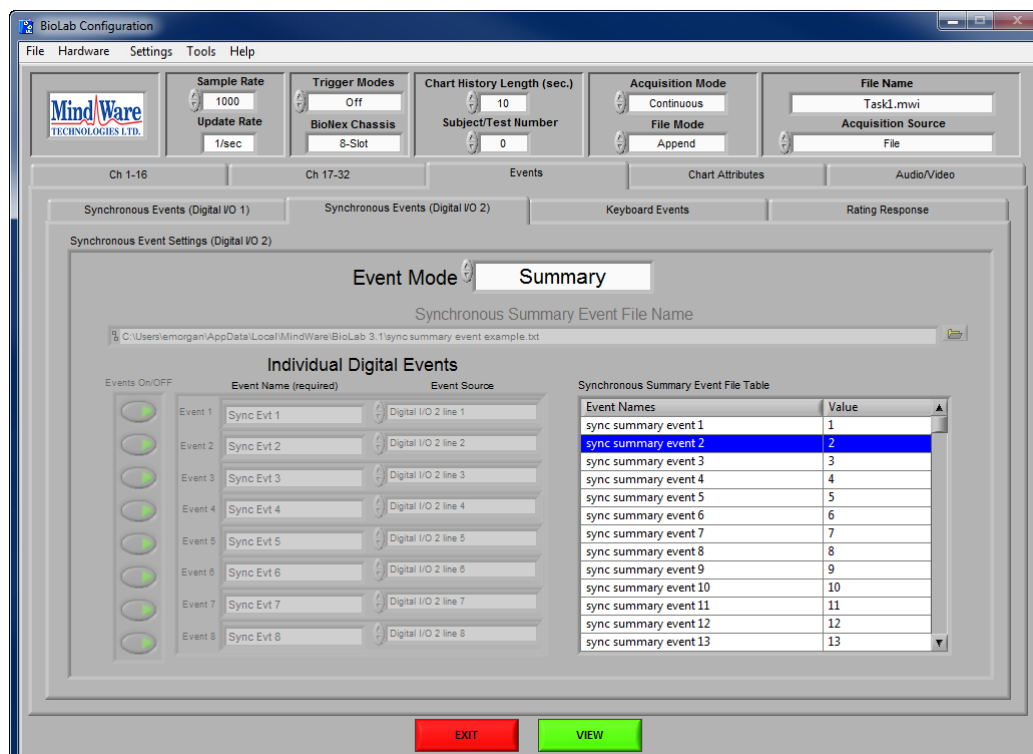 BioLab Configuration
File Hardware Settings Tools Help
MindWare
TECHNOLOGIES LTD.
Sample Rate
1000
Update Rate
1/sec
Trigger Modes
Off
BioNex Chassis
8-Slot
Chart History Length (sec.)
10
Subject/Test Number
0
Acquisition Mode
Continuous
File Mode
Append
File Name
Task1.mwi
Acquisition Source
File
Ch 1-16 Ch 17-32 Events Chart Attributes Audio/Video
Synchronous Events (Digital I/O 1) Synchronous Events (Digital I/O 2) Keyboard Events Rating Response
Synchronous Event Settings (Digital I/O 2)
Event Mode Summary
Synchronous Summary Event File Name
C:\Users\emorgan\AppData\Local\MindWare\BioLab 3.1\sync summary event example.txt
Individual Digital Events
Events On/OFF Event Name (required) Event Source
Event 1 Sync Evt 1 Digital I/O 2 line 1
Event 2 Sync Evt 2 Digital I/O 2 line 2
Event 3 Sync Evt 3 Digital I/O 2 line 3
Event 4 Sync Evt 4 Digital I/O 2 line 4
Event 5 Sync Evt 5 Digital I/O 2 line 5
Event 6 Sync Evt 6 Digital I/O 2 line 6
Event 7 Sync Evt 7 Digital I/O 2 line 7
Event 8 Sync Evt 8 Digital I/O 2 line 8
Synchronous Summary Event File Table
Event Names Value
sync summary event 1 1
sync summary event 2 2
sync summary event 3 3
sync summary event 4 4
sync summary event 5 5
sync summary event 6 6
sync summary event 7 7
sync summary event 8 8
sync summary event 9 9
sync summary event 10 10
sync summary event 11 11
sync summary event 12 12
sync summary event 13 13
EXIT VIEW